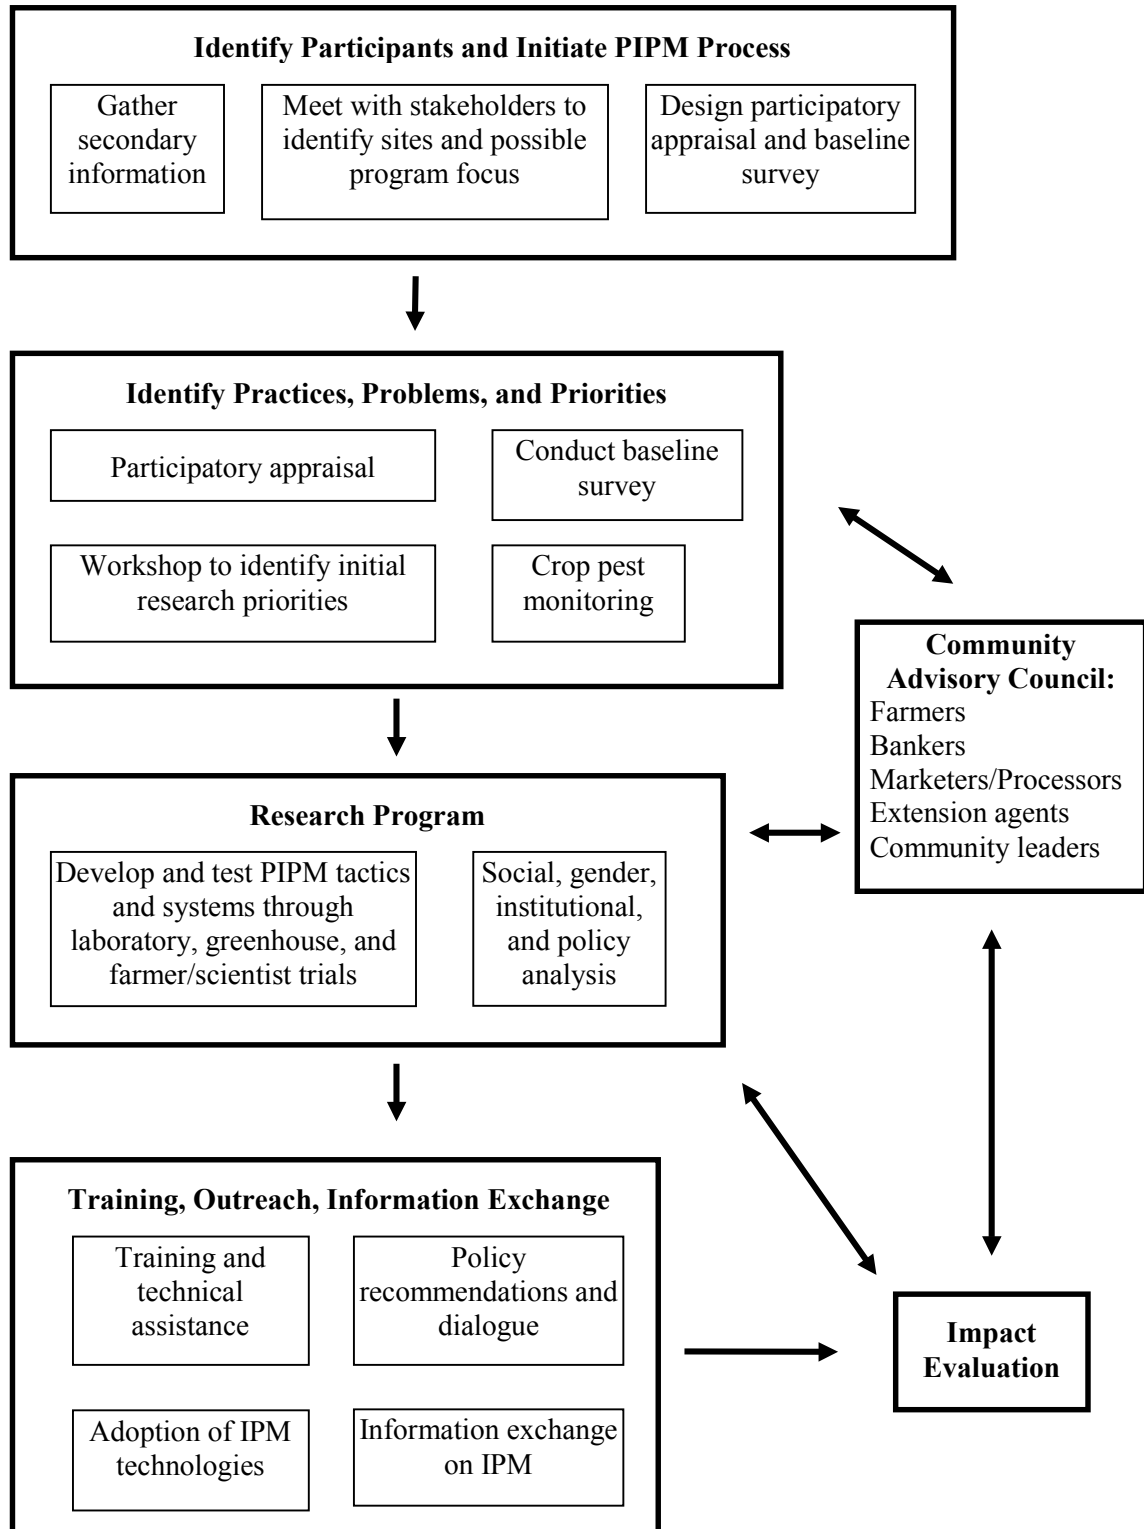 Identify Participants and Initiate PIPM Process
Gather
secondary
information
Meet with stakeholders to
identify sites and possible
program focus
Design participatory
appraisal and baseline
survey
Identify Practices, Problems, and Priorities
Participatory appraisal
Conduct baseline
survey
Workshop to identify initial
research priorities
Crop pest
monitoring
Community
Advisory Council:
Farmers
Bankers
Marketers/Processors
Extension agents
Community leaders
Research Program
Develop and test PIPM tactics
and systems through
laboratory, greenhouse, and
farmer/scientist trials
Social, gender,
institutional,
and policy
analysis
Training, Outreach, Information Exchange
Training and
technical
assistance
Policy
recommendations and
dialogue
Adoption of IPM
technologies
Information exchange
on IPM
Impact
Evaluation